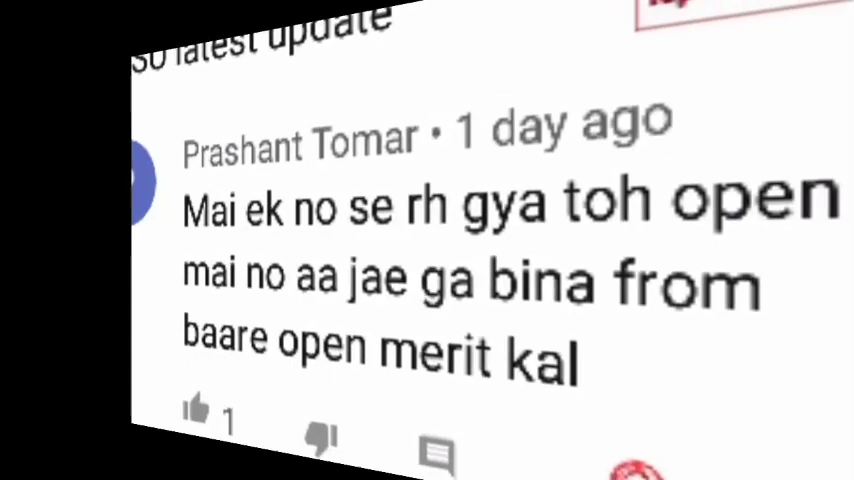 so latest update
Prashant Tomar • 1 day ago
Mai ek no se rh gya toh open
mai no aa jae ga bina from
baare open merit kal
1